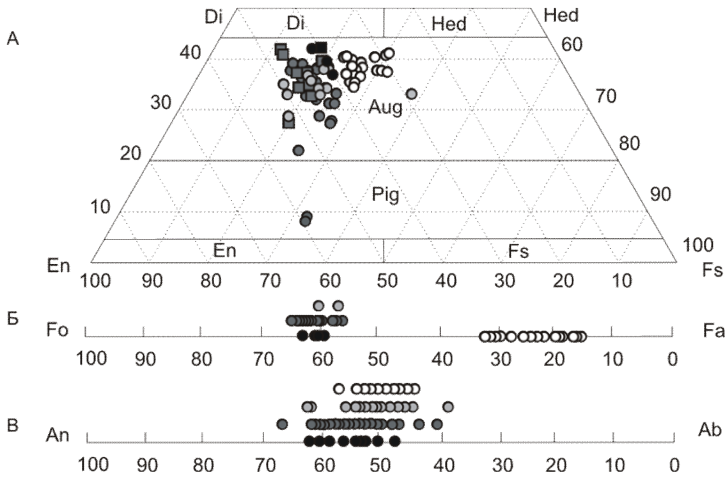 Di Di Hed Hed
А
40 60
30 Aug 70
20 80
10 Pig 90
En Fs 100
En Fs
100 90 80 70 60 50 40 30 20 10
Б Fo Fa
100 90 80 70 60 50 40 30 20 10 0
В An Ab
100 90 80 70 60 50 40 30 20 10 0